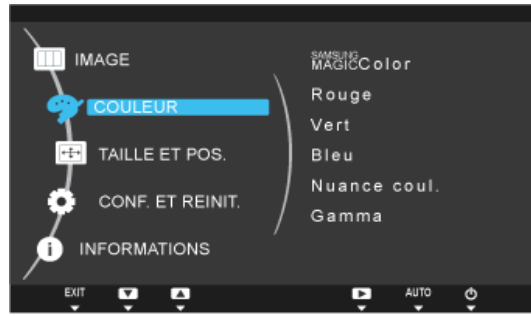 IMAGE
COULEUR
TAILLE ET POS.
CONF. ET REINIT.
INFORMATIONS
SAMSUNG MAGICColor
Rouge
Vert
Bleu
Nuance coul.
Gamma
EXIT
AUTO